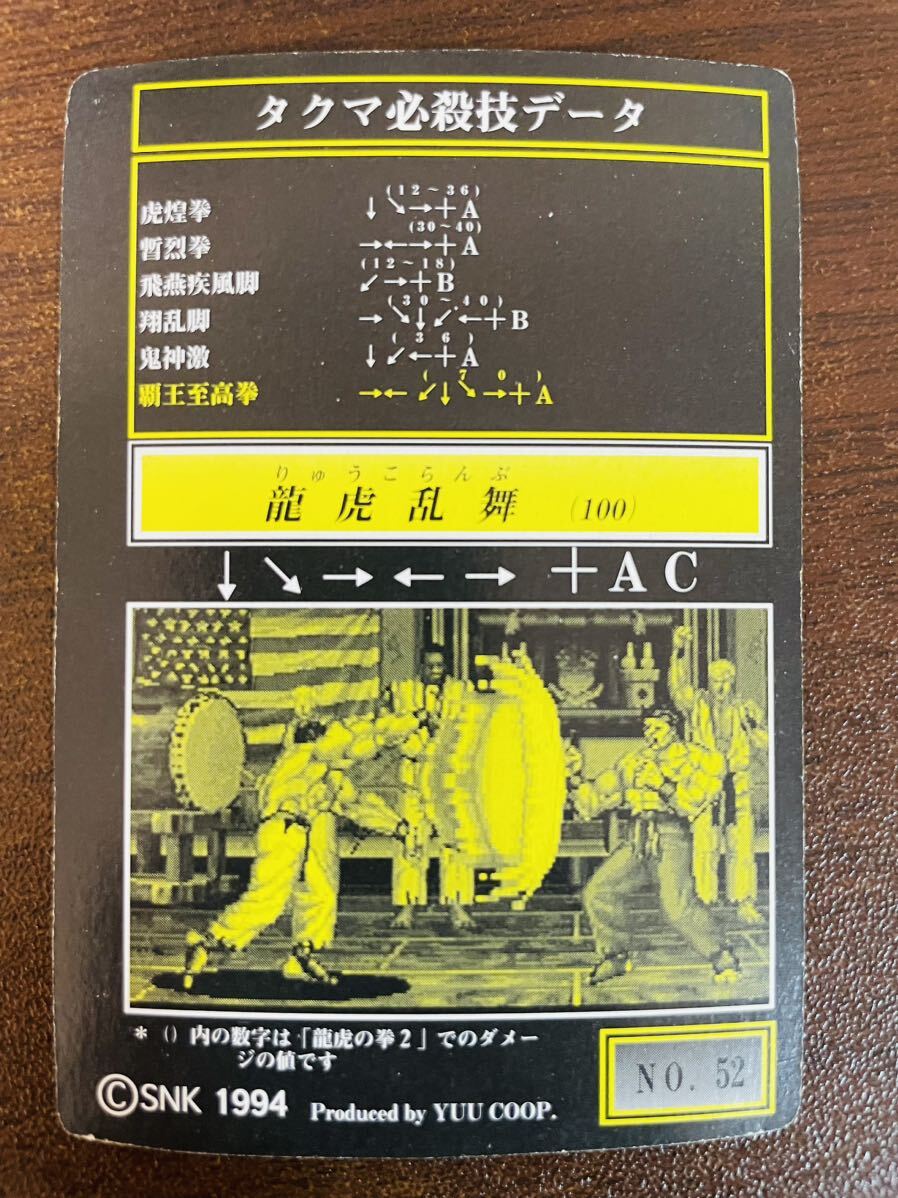 タクマ必殺技データ
(12～36)
虎煌拳 ↓↘→＋A
(30～40)
暫烈拳 →←→＋A
(12～18)
飛燕疾風脚 ↙→＋B
(30～40)
翔乱脚 →↘↓↙←＋B
(36)
鬼神激 ↓↙←＋A
(70)
覇王至高拳 →←↙↓↘→＋A
りゅうこらんぶ
龍虎乱舞 (100)
↓↘→←→＋AC
＊（）内の数字は「龍虎の拳２」でのダメー
ジの値です
©SNK 1994 Produced by YUU COOP.
NO. 52